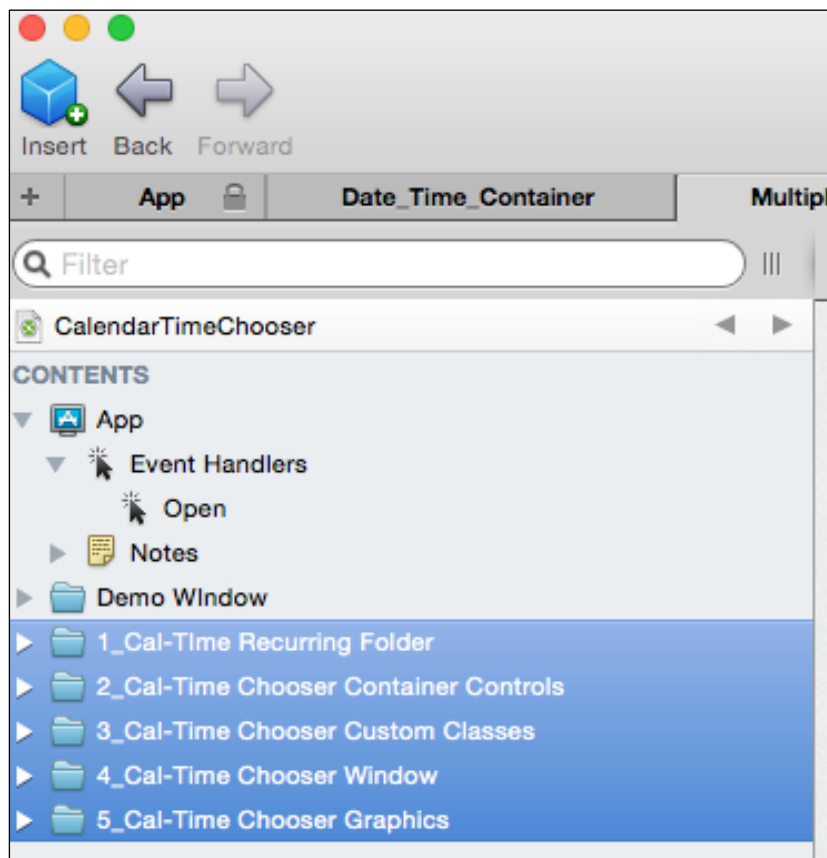 Insert Back Forward
+ App Date_Time_Container Multipl
Filter
CalendarTimeChooser
CONTENTS
App
Event Handlers
Open
Notes
Demo WIndow
1_Cal-TIme Recurring Folder
2_Cal-Time Chooser Container Controls
3_Cal-Time Chooser Custom Classes
4_Cal-Time Chooser Window
5_Cal-Time Chooser Graphics